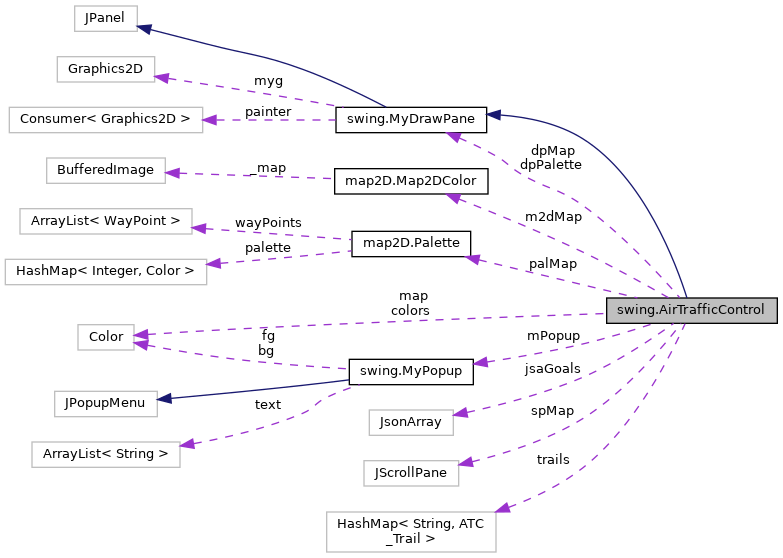 JPanel
Graphics2D
myg
Consumer< Graphics2D >
painter
swing.MyDrawPane
dpMap
dpPalette
BufferedImage
_map
map2D.Map2DColor
m2dMap
ArrayList< WayPoint >
wayPoints
palette
map2D.Palette
palMap
HashMap< Integer, Color >
map
colors
swing.AirTrafficControl
Color
fg
bg
mPopup
swing.MyPopup
jsaGoals
JPopupMenu
text
JsonArray
spMap
ArrayList< String >
trails
JScrollPane
HashMap< String, ATC
_Trail >